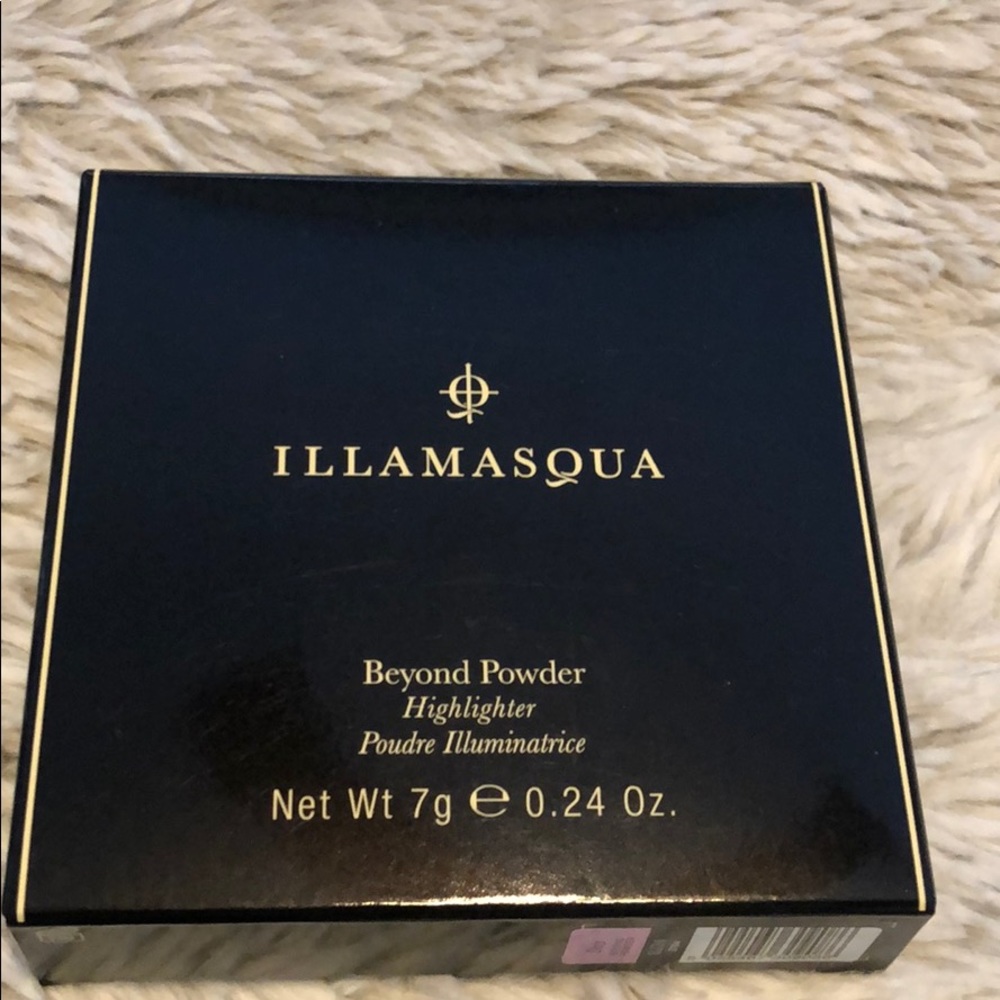 ILLAMASQUA
Beyond Powder
Highlighter
Poudre Illuminatrice
Net Wt 7g ℮ 0.24 Oz.